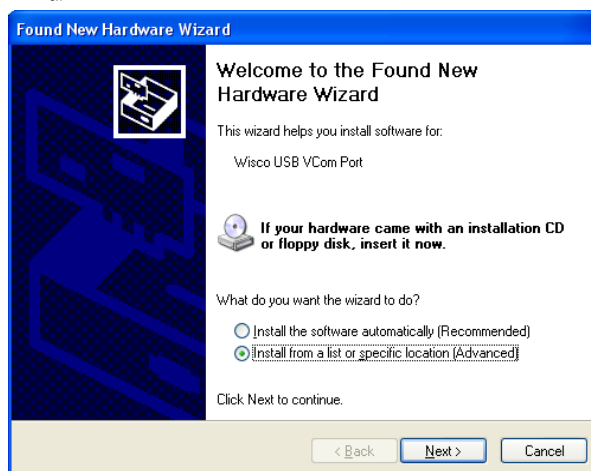 Found New Hardware Wizard
Welcome to the Found New
Hardware Wizard
This wizard helps you install software for:
Wisco USB VCom Port
If your hardware came with an installation CD
or floppy disk, insert it now.
What do you want the wizard to do?
Install the software automatically (Recommended)
Install from a list or specific location (Advanced)
Click Next to continue.
< Back Next > Cancel